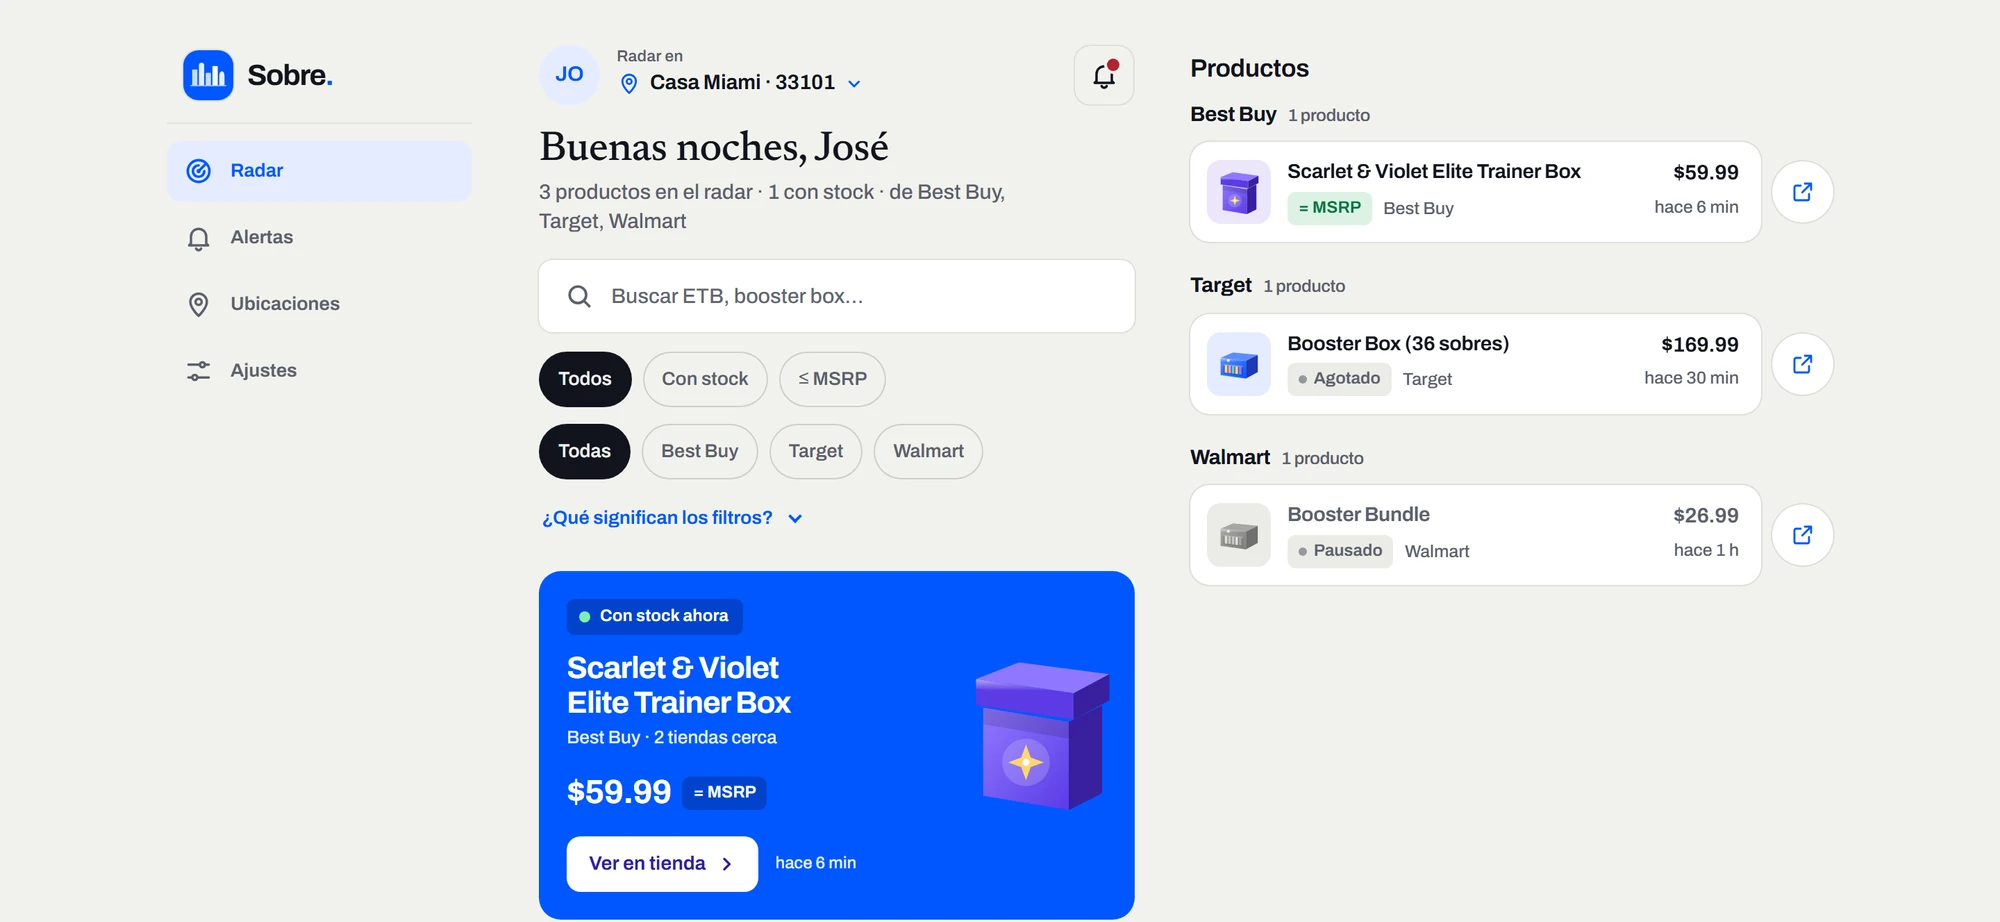 Sobre.
Radar
Alertas
Ubicaciones
Ajustes
JO
Radar en
Casa Miami · 33101
Buenas noches, José
3 productos en el radar · 1 con stock · de Best Buy,
Target, Walmart
Buscar ETB, booster box...
Todos
Con stock
≤ MSRP
Todas
Best Buy
Target
Walmart
¿Qué significan los filtros?
Con stock ahora
Scarlet & Violet
Elite Trainer Box
Best Buy · 2 tiendas cerca
$59.99 = MSRP
Ver en tienda
hace 6 min
Productos
Best Buy 1 producto
Scarlet & Violet Elite Trainer Box $59.99
= MSRP Best Buy hace 6 min
Target 1 producto
Booster Box (36 sobres) $169.99
Agotado Target hace 30 min
Walmart 1 producto
Booster Bundle $26.99
Pausado Walmart hace 1 h